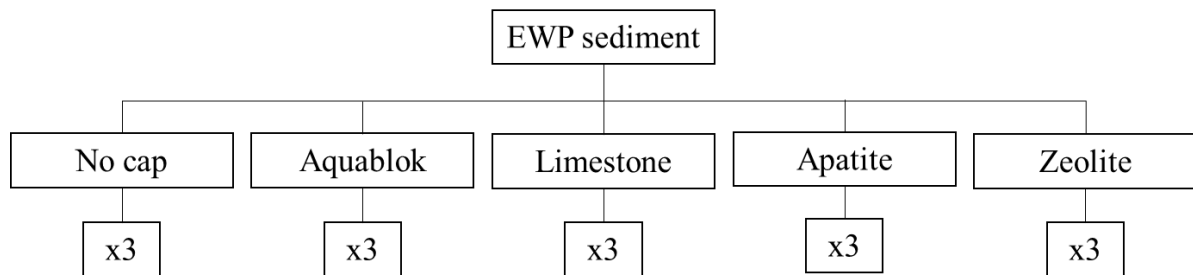 EWP sediment
No cap
Aquablok
Limestone
Apatite
Zeolite
x3
x3
x3
x3
x3